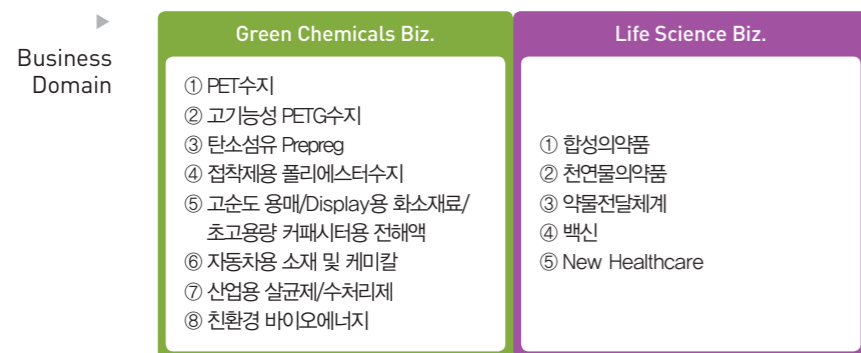 ▶
Business
Domain
Green Chemicals Biz.
① PET수지
② 고기능성 PETG수지
③ 탄소섬유 Prepreg
④ 접착제용 폴리에스터수지
⑤ 고순도 용매/Display용 화소재료/
초고용량 커패시터용 전해액
⑥ 자동차용 소재 및 케미칼
⑦ 산업용 살균제/수처리제
⑧ 친환경 바이오에너지
Life Science Biz.
① 합성의약품
② 천연물의약품
③ 약물전달체계
④ 백신
⑤ New Healthcare